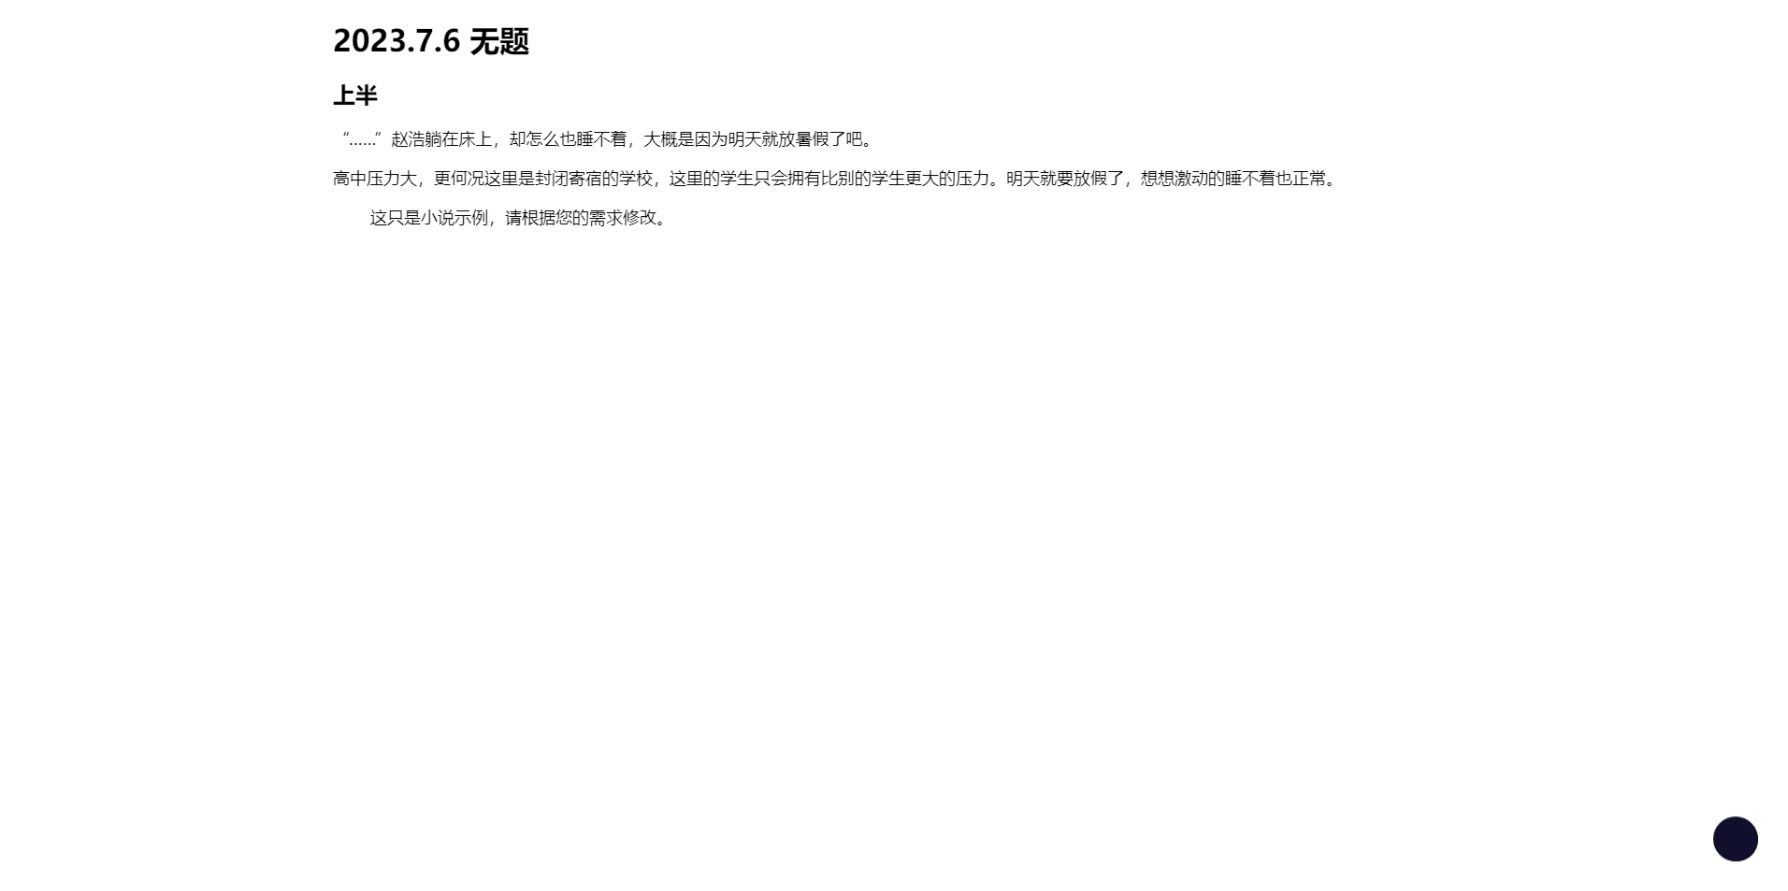 2023.7.6 无题
上半
“……”赵浩躺在床上，却怎么也睡不着，大概是因为明天就放暑假了吧。
高中压力大，更何况这里是封闭寄宿的学校，这里的学生只会拥有比别的学生更大的压力。明天就要放假了，想想激动的睡不着也正常。
这只是小说示例，请根据您的需求修改。